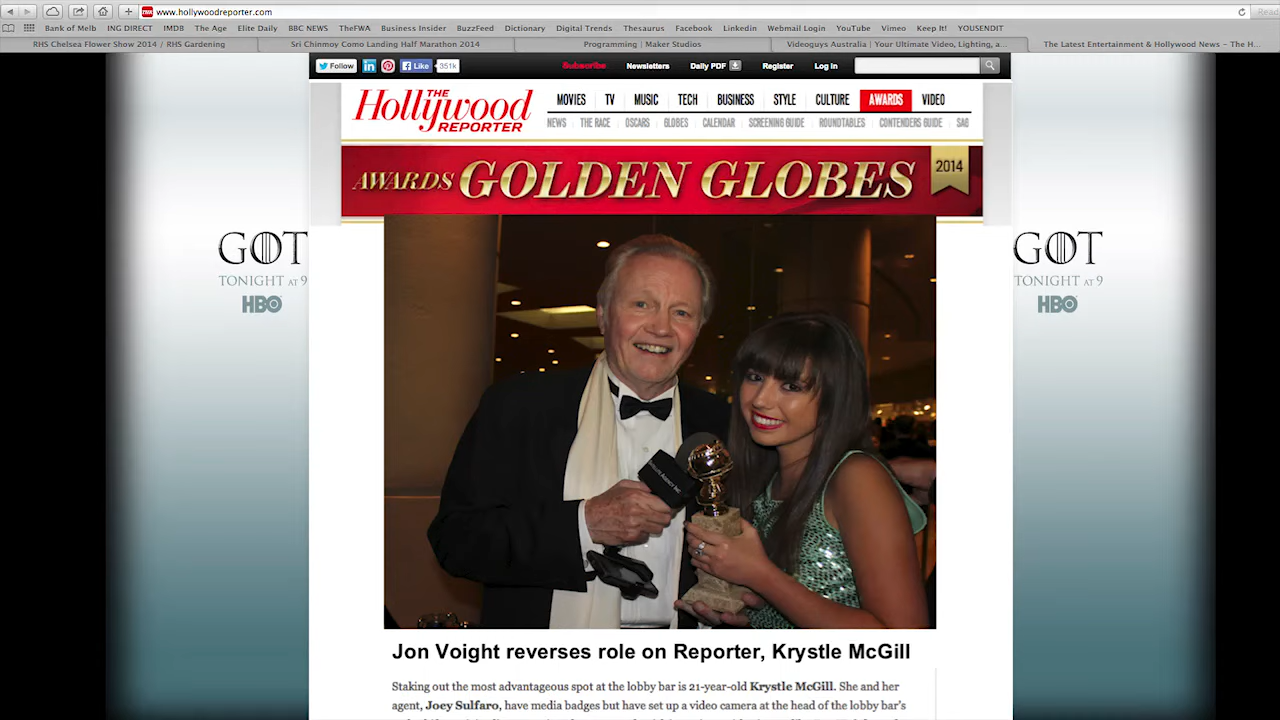 www.hollywoodreporter.com
Read
Bank of Melb ING DIRECT IMDB The Age Elite Daily BBC NEWS TheFWA Business Insider BuzzFeed Dictionary Digital Trends Thesaurus Facebook Linkedin Webmail Login YouTube Vimeo Keep It! YOUSENDIT
RHS Chelsea Flower Show 2014 / RHS Gardening Sri Chinmoy Como Landing Half Marathon 2014 Programming | Maker Studios Videoguys Australia | Your Ultimate Video, Lighting, a... The Latest Entertainment & Hollywood News – The H...
Follow in Like 351k Subscribe Newsletters Daily PDF Register Log In
THE
Hollywood
REPORTER
MOVIES TV MUSIC TECH BUSINESS STYLE CULTURE AWARDS VIDEO
NEWS THE RACE OSCARS GLOBES CALENDAR SCREENING GUIDE ROUNDTABLES CONTENDERS GUIDE SAG
AWARDS GOLDEN GLOBES 2014
GOT
TONIGHT AT 9
HBO
GOT
TONIGHT AT 9
HBO
Jon Voight reverses role on Reporter, Krystle McGill
Staking out the most advantageous spot at the lobby bar is 21-year-old Krystle McGill. She and her
agent, Joey Sulfaro, have media badges but have set up a video camera at the head of the lobby bar's